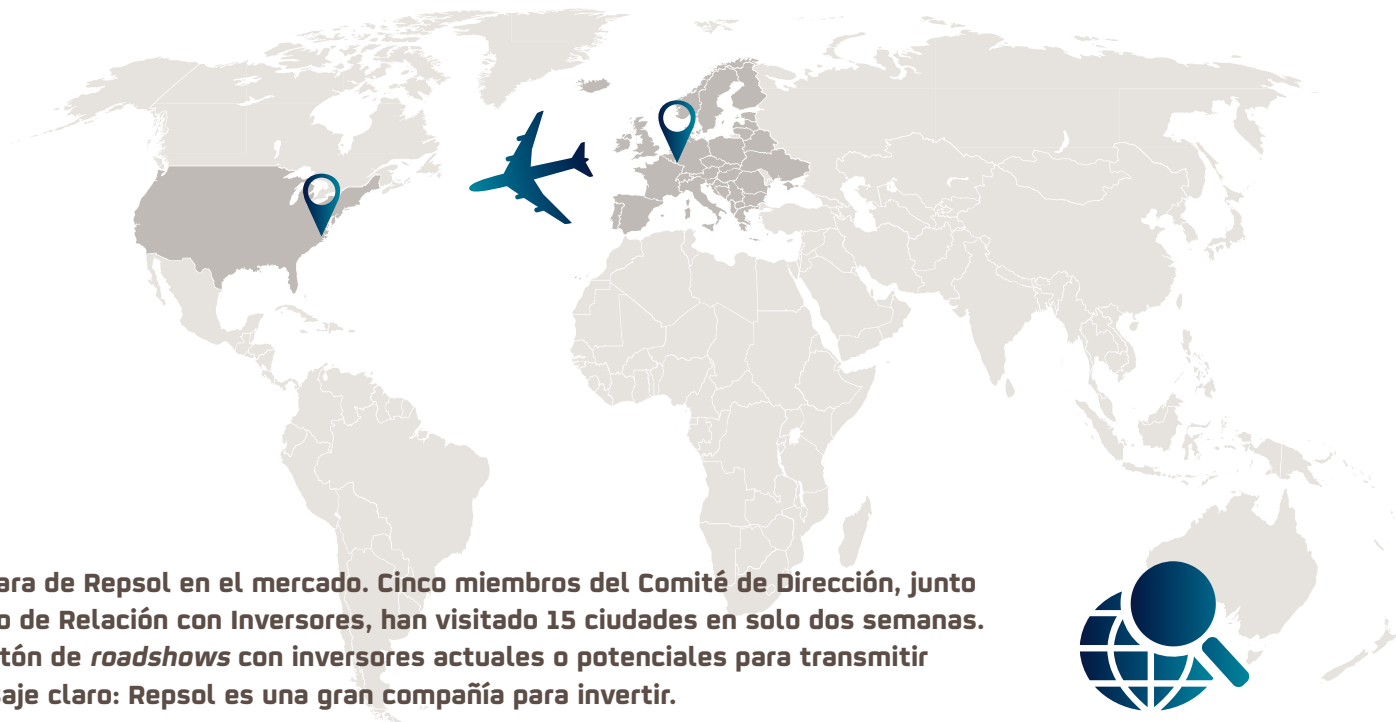 ara de Repsol en el mercado. Cinco miembros del Comité de Dirección, junto
o de Relación con Inversores, han visitado 15 ciudades en solo dos semanas.
tón de roadshows con inversores actuales o potenciales para transmitir
saje claro: Repsol es una gran compañía para invertir.